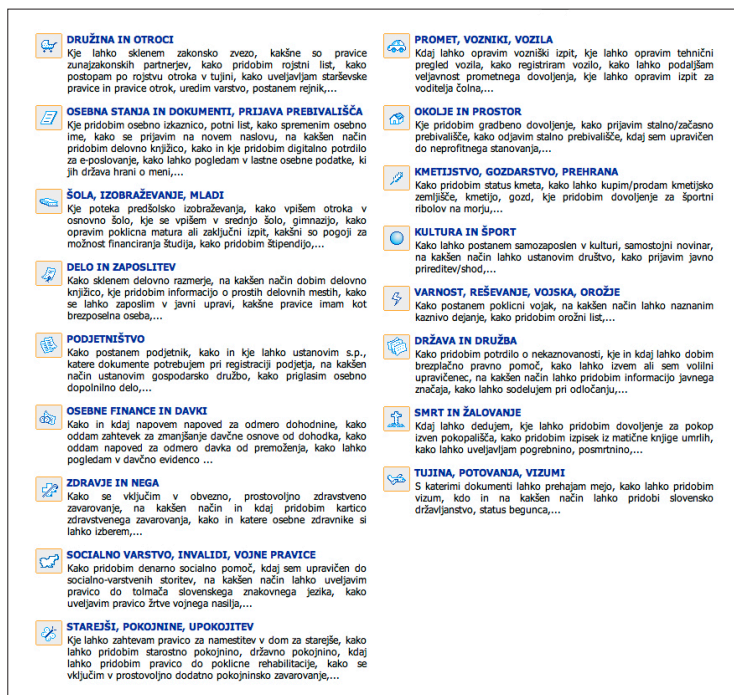 DRUŽINA IN OTROCI
Kje lahko sklenem zakonsko zvezo, kakšne so pravice
zunajzakonskih partnerjev, kako pridobim rojstni list, kako
postopam po rojstvu otroka v tujini, kako uveljavljam starševske
pravice in pravice otrok, uredim varstvo, postanem rejnik,...
OSEBNA STANJA IN DOKUMENTI, PRIJAVA PREBIVALIŠČA
Kje pridobim osebno izkaznico, potni list, kako spremenim osebno
ime, kako se prijavim na novem naslovu, na kakšen način
pridobim delovno knjižico, kako in kje pridobim digitalno potrdilo
za e-poslovanje, kako lahko pogledam v lastne osebne podatke, ki
jih država hrani o meni,...
ŠOLA, IZOBRAŽEVANJE, MLADI
Kje poteka predšolsko izobraževanja, kako vpišem otroka v
osnovno šolo, kje se vpišem v srednjo šolo, gimnazijo, kako
opravim poklicna matura ali zaključni izpit, kakšni so pogoji za
možnost financiranja študija, kako pridobim štipendijo,...
DELO IN ZAPOSLITEV
Kako sklenem delovno razmerje, na kakšen način dobim delovno
knjižico, kje pridobim informacijo o prostih delovnih mestih, kako
se lahko zaposlim v javni upravi, kakšne pravice imam kot
brezposelna oseba,...
PODJETNIŠTVO
Kako postanem podjetnik, kako in kje lahko ustanovim s.p.,
katere dokumente potrebujem pri registraciji podjetja, na kakšen
način ustanovim gospodarsko družbo, kako priglasim osebno
dopolnilno delo,...
OSEBNE FINANCE IN DAVKI
Kako in kdaj napovem napoved za odmero dohodnine, kako
oddam zahtevek za zmanjšanje davčne osnove od dohodka, kako
oddam napoved za odmero davka od premoženja, kako lahko
pogledam v davčno evidenco ...
ZDRAVJE IN NEGA
Kako se vključim v obvezno, prostovoljno zdravstveno
zavarovanje, na kakšen način in kdaj pridobim kartico
zdravstvenega zavarovanja, kako in katere osebne zdravnike si
lahko izberem,...
SOCIALNO VARSTVO, INVALIDI, VOJNE PRAVICE
Kako pridobim denarno socialno pomoč, kdaj sem upravičen do
socialno-varstvenih storitev, na kakšen način lahko uveljavim
pravico do tolmača slovenskega znakovnega jezika, kako
uveljavim pravico žrtve vojnega nasilja,...
STAREJŠI, POKOJNINE, UPOKOJITEV
Kje lahko zahtevam pravico za namestitev v dom za starejše, kako
lahko pridobim starostno pokojnino, državno pokojnino, kdaj
lahko pridobim pravico do poklicne rehabilitacije, kako se
vključim v prostovoljno dodatno pokojninsko zavarovanje,...
PROMET, VOZNIKI, VOZILA
Kdaj lahko opravim vozniški izpit, kje lahko opravim tehnični
pregled vozila, kako registriram vozilo, kako lahko podaljšam
veljavnost prometnega dovoljenja, kje lahko opravim izpit za
voditelja čolna,...
OKOLJE IN PROSTOR
Kje pridobim gradbeno dovoljenje, kako prijavim stalno/začasno
prebivališče, kako odjavim stalno prebivališče, kdaj sem upravičen
do neprofitnega stanovanja,...
KMETIJSTVO, GOZDARSTVO, PREHRANA
Kako pridobim status kmeta, kako lahko kupim/prodam kmetijsko
zemljišče, kmetijo, gozd, kje pridobim dovoljenje za športni
ribolov na morju,...
KULTURA IN ŠPORT
Kako lahko postanem samozaposlen v kulturi, samostojni novinar,
na kakšen način lahko ustanovim društvo, kako prijavim javno
prireditev/shod,...
VARNOST, REŠEVANJE, VOJSKA, OROŽJE
Kako postanem poklicni vojak, na kakšen način lahko naznanim
kaznivo dejanje, kako pridobim orožni list,...
DRŽAVA IN DRUŽBA
Kako pridobim potrdilo o nekaznovanosti, kje in kdaj lahko dobim
brezplačno pravno pomoč, kako lahko izvem ali sem volilni
upravičenec, na kakšen način lahko pridobim informacijo javnega
značaja, kako lahko sodelujem pri odločanju,...
SMRT IN ŽALOVANJE
Kdaj lahko dedujem, kje lahko pridobim dovoljenje za pokop
izven pokopališča, kako pridobim izpisek iz matične knjige umrlih,
kako lahko uveljavljam pogrebnino, posmrtnino,...
TUJINA, POTOVANJA, VIZUMI
S katerimi dokumenti lahko prehajam mejo, kako lahko pridobim
vizum, kdo in na kakšen način lahko pridobi slovensko
državljanstvo, status begunca,...